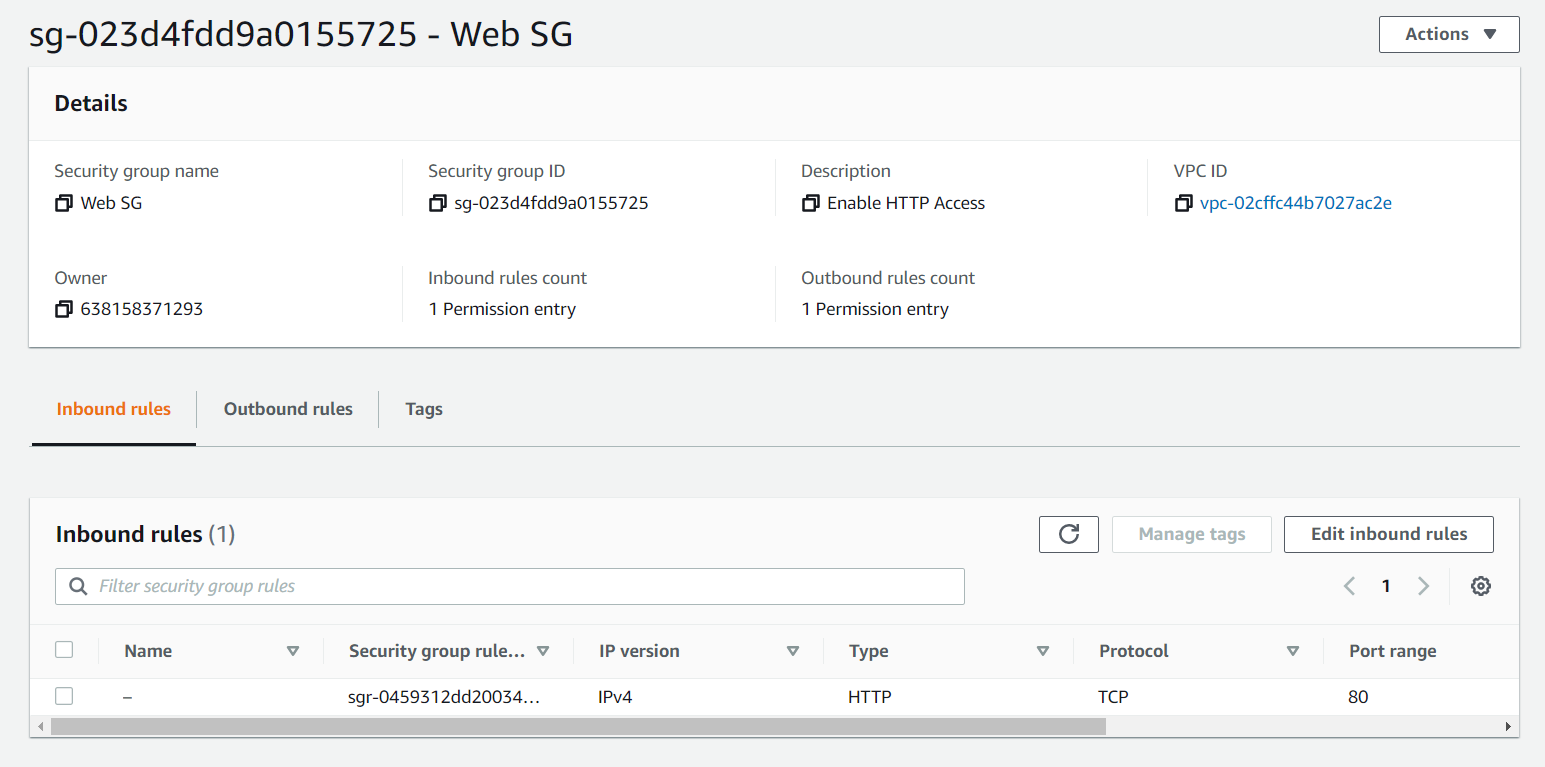 sg-023d4fdd9a0155725 - Web SG
Actions
Details
Security group name
Security group ID
Description
VPC ID
Web SG
sg-023d4fdd9a0155725
Enable HTTP Access
vpc-02cffc44b7027ac2e
Owner
Inbound rules count
Outbound rules count
638158371293
1 Permission entry
1 Permission entry
Inbound rules
Outbound rules
Tags
Inbound rules (1)
Manage tags
Edit inbound rules
Filter security group rules
1
Name
Security group rule...
IP version
Type
Protocol
Port range
–
sgr-0459312dd20034...
IPv4
HTTP
TCP
80